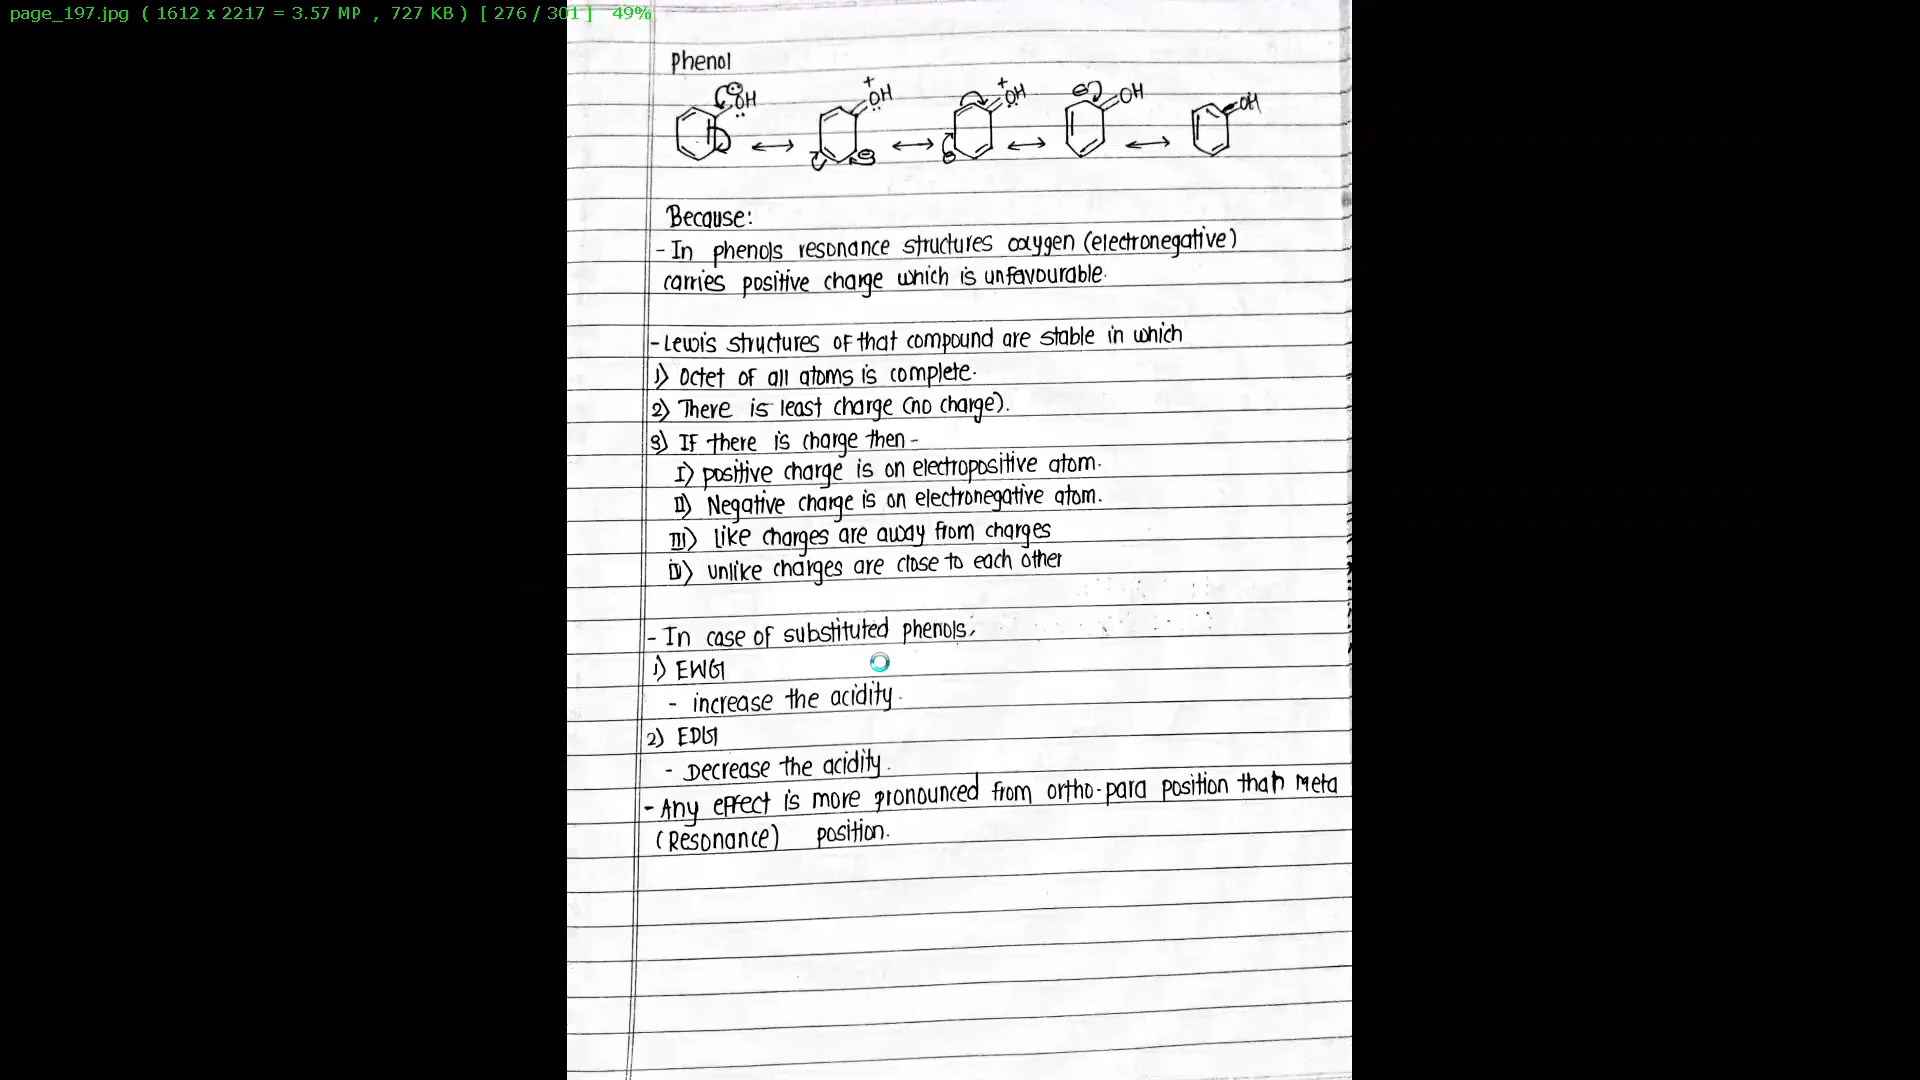 page_197.jpg ( 1612 x 2217 = 3.57 MP , 727 KB ) [ 276 / 301 ] 49%
Phenol
OH + OH + OH OH OH
Because:
- In phenols resonance structures oxygen (electronegative)
carries positive charge which is unfavourable.
- Lewis structures of that compound are stable in which
1) Octet of all atoms is complete.
2) There is least charge (no charge).
3) If there is charge then -
I) positive charge is on electropositive atom.
II) Negative charge is on electronegative atom.
III) Like charges are away from charges
IV) unlike charges are close to each other
- In case of substituted phenols,
1) EWG
- increase the acidity.
2) EDG
- Decrease the acidity.
- Any effect is more pronounced from ortho-para position than Meta
(Resonance) position.